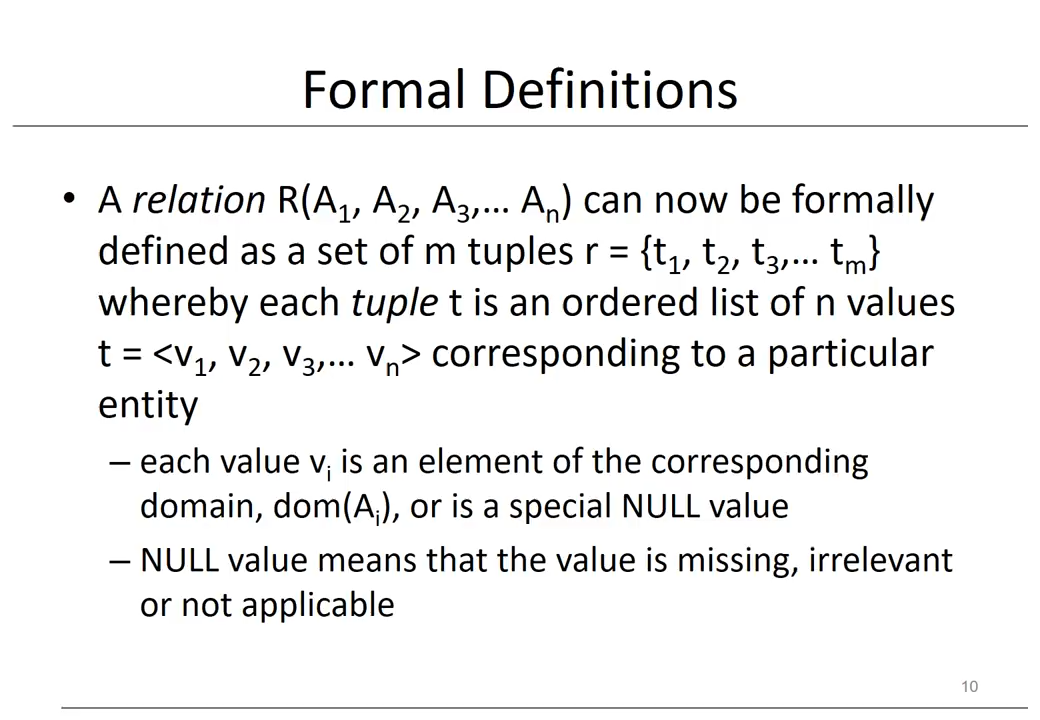 Formal Definitions
• A relation R(A₁, A₂, A₃,… Aₙ) can now be formally
defined as a set of m tuples r = {t₁, t₂, t₃,… tₘ}
whereby each tuple t is an ordered list of n values
t = <v₁, v₂, v₃,… vₙ> corresponding to a particular
entity
– each value vᵢ is an element of the corresponding
domain, dom(Aᵢ), or is a special NULL value
– NULL value means that the value is missing, irrelevant
or not applicable
10